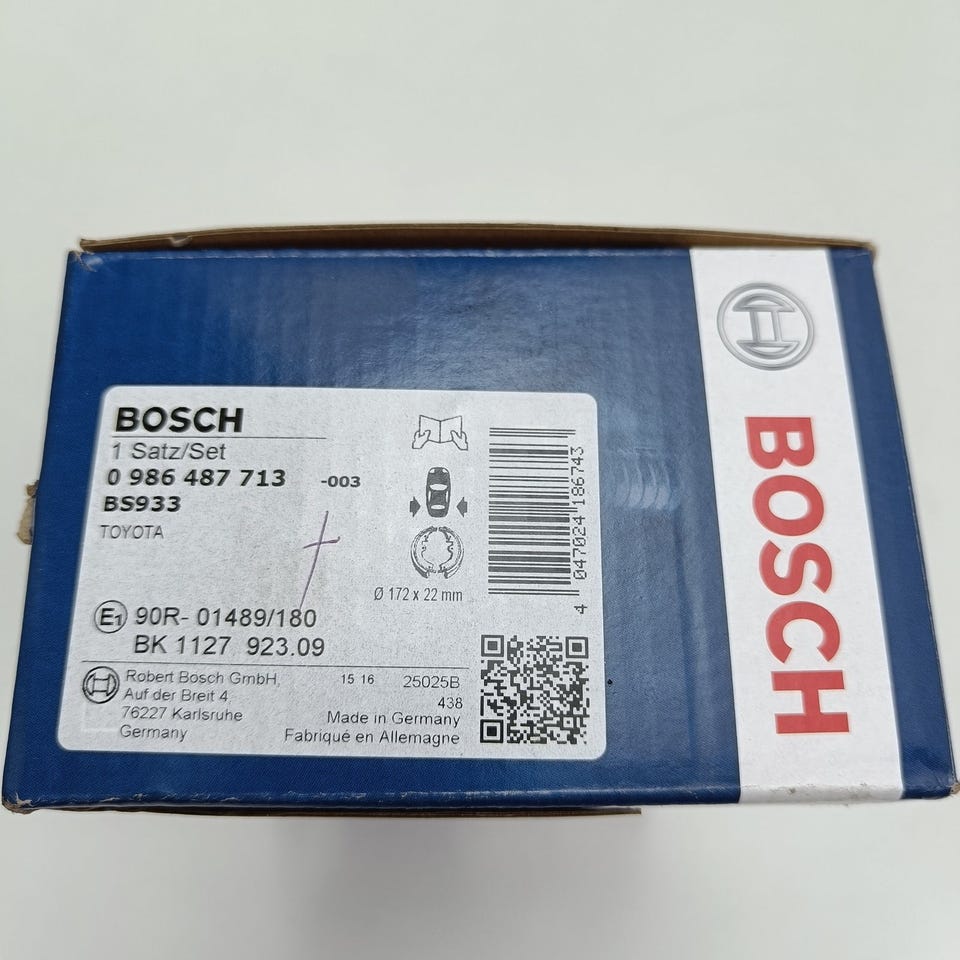 BOSCH
1 Satz/Set
0 986 487 713 -003
BS933
TOYOTA
Ø 172 x 22 mm
4 047024 186743
E1 90R- 01489/180
BK 1127 923.09
Robert Bosch GmbH,
Auf der Breit 4
76227 Karlsruhe
Germany
15 16 25025B
438
Made in Germany
Fabriqué en Allemagne
BOSCH